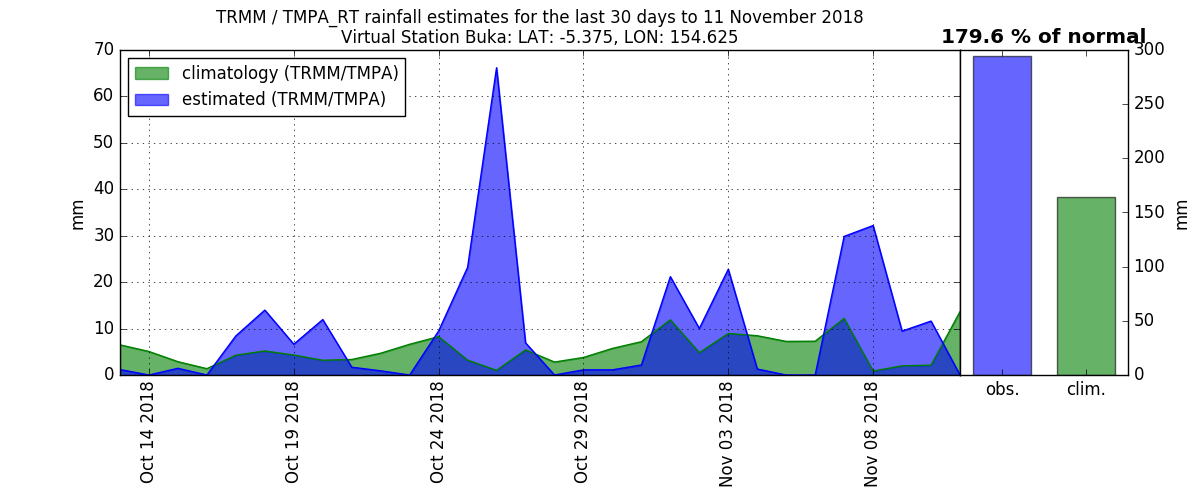 TRMM / TMPA_RT rainfall estimates for the last 30 days to 11 November 2018
Virtual Station Buka: LAT: -5.375, LON: 154.625
179.6 % of normal
climatology (TRMM/TMPA)
estimated (TRMM/TMPA)
mm
70
60
50
40
30
20
10
0
Oct 14 2018
Oct 19 2018
Oct 24 2018
Oct 29 2018
Nov 03 2018
Nov 08 2018
obs.
clim.
300
250
200
150
100
50
0
mm